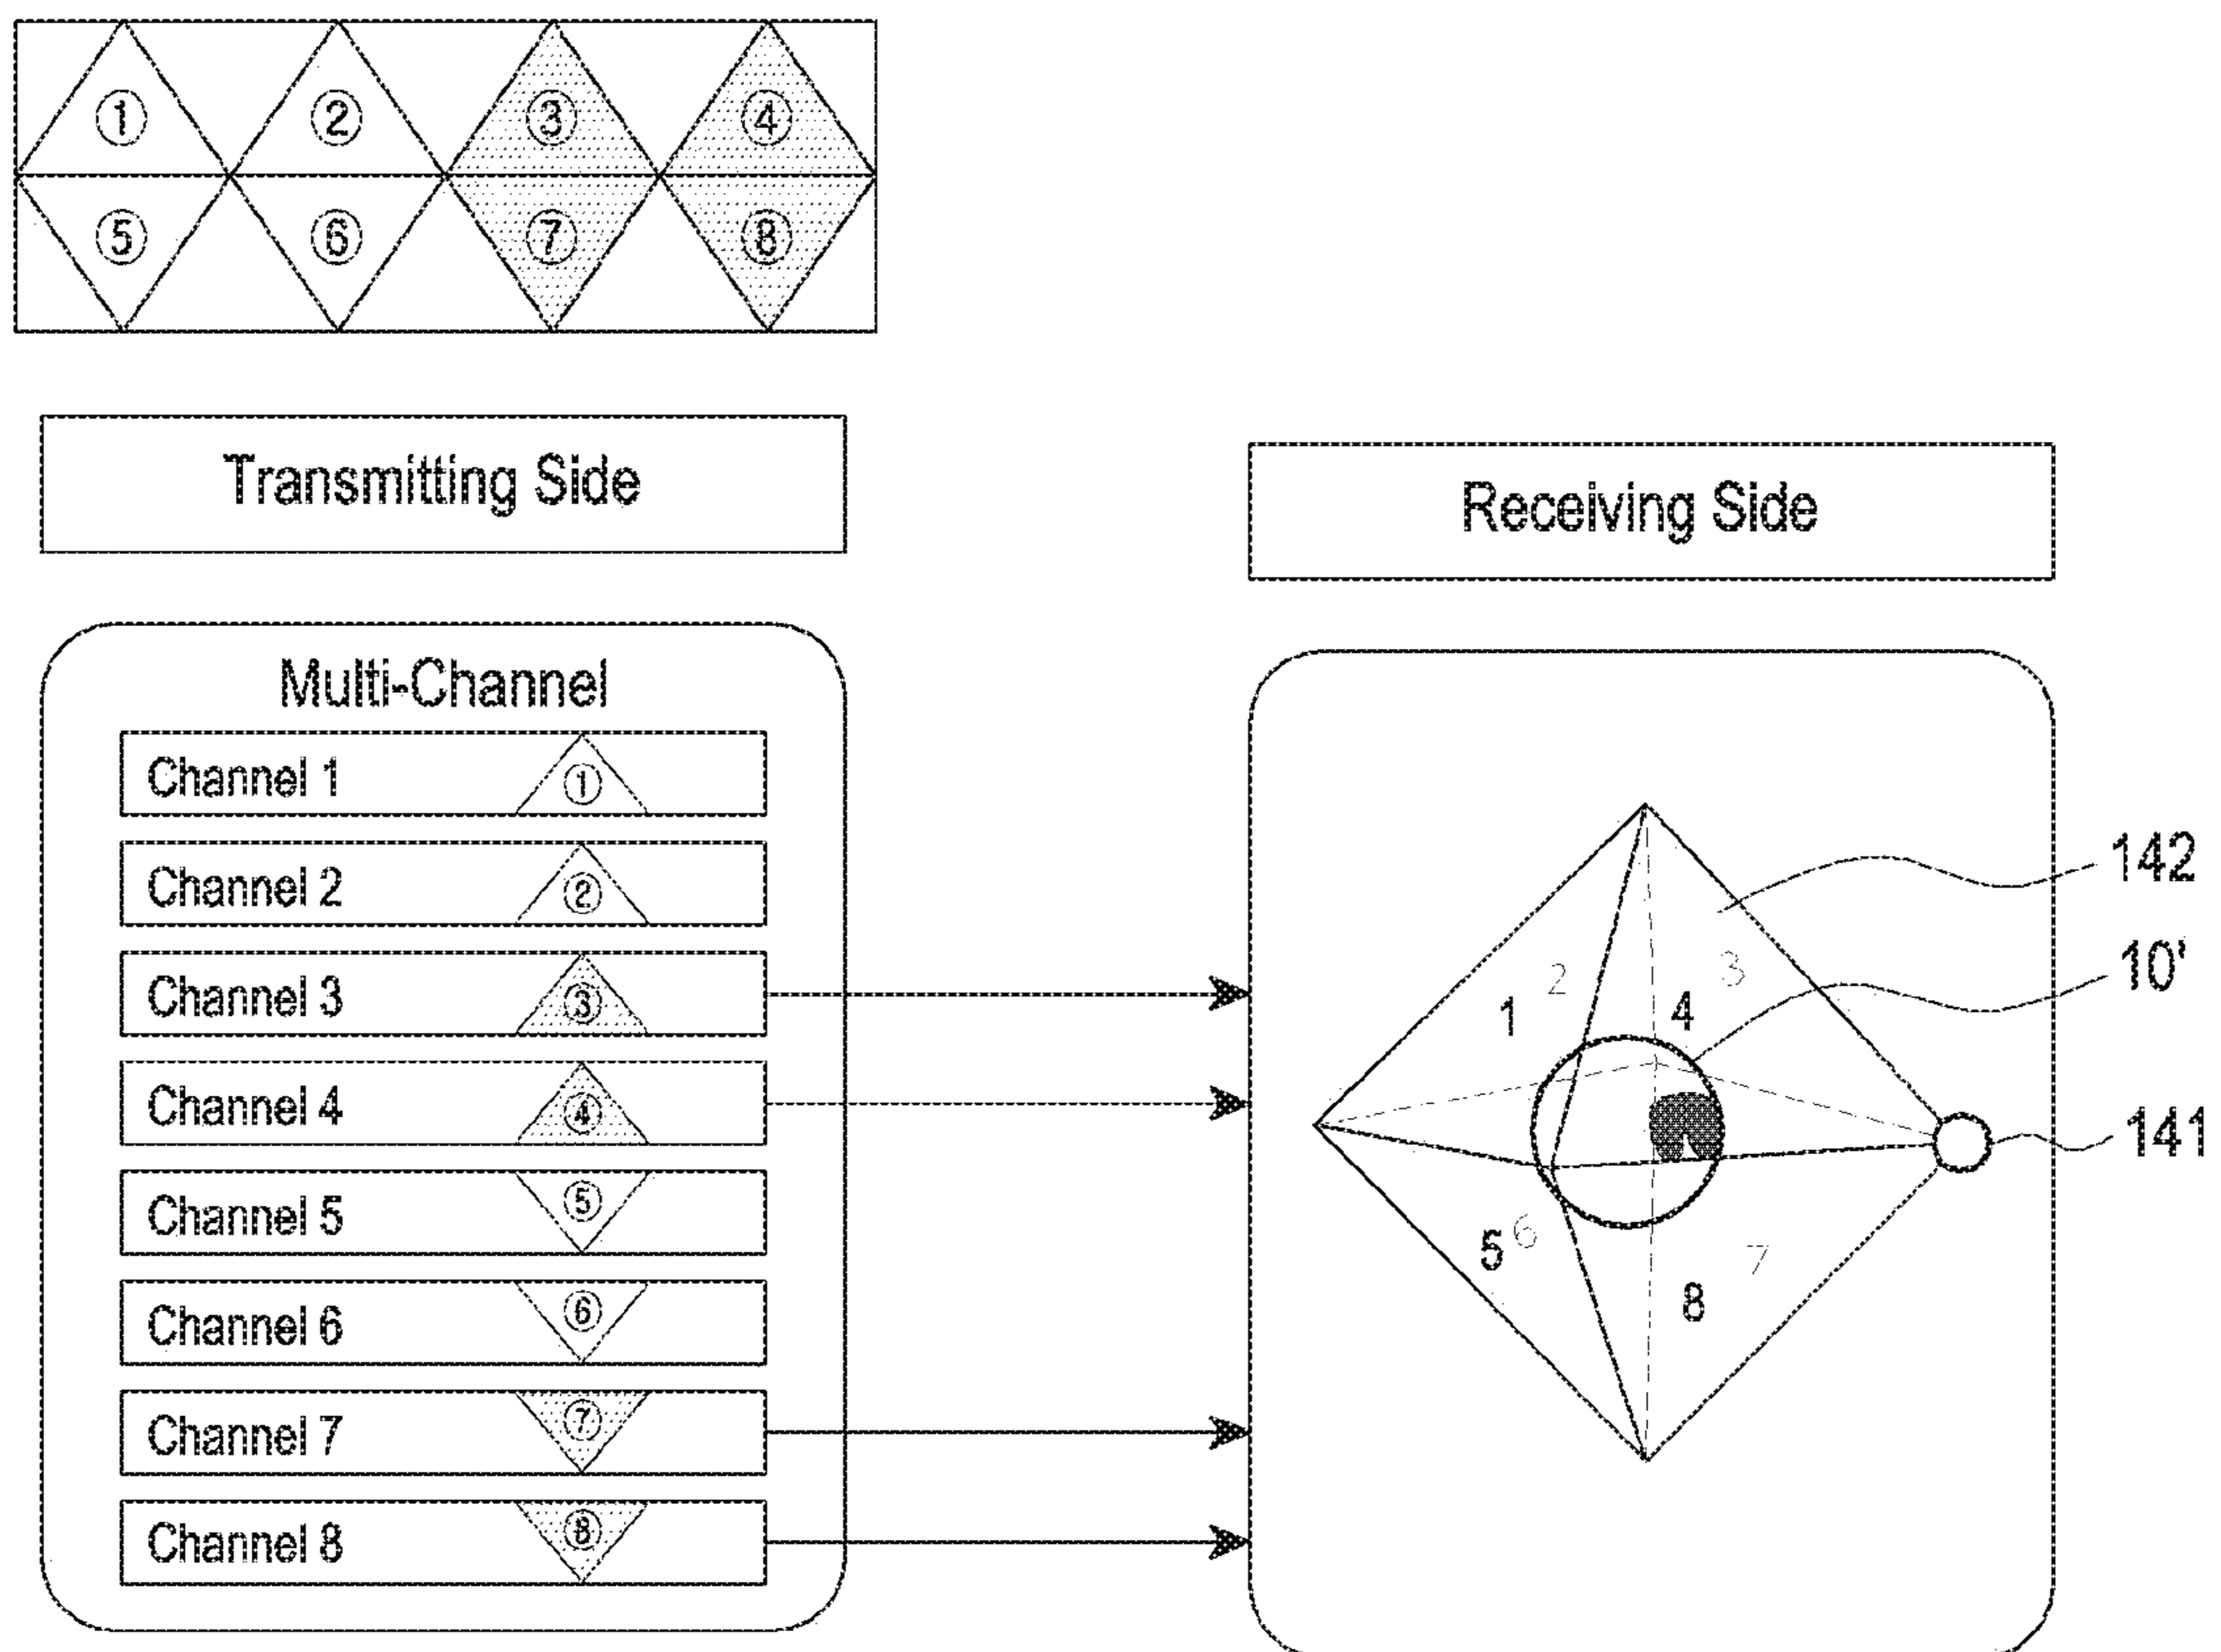 ① ② ③ ④
⑤ ⑥ ⑦ ⑧
Transmitting Side
Multi-Channel
Channel 1 ①
Channel 2 ②
Channel 3 ③
Channel 4 ④
Channel 5 ⑤
Channel 6 ⑥
Channel 7 ⑦
Channel 8 ⑧
Receiving Side
142
10'
141
2 3
1 4
5 6 7
8